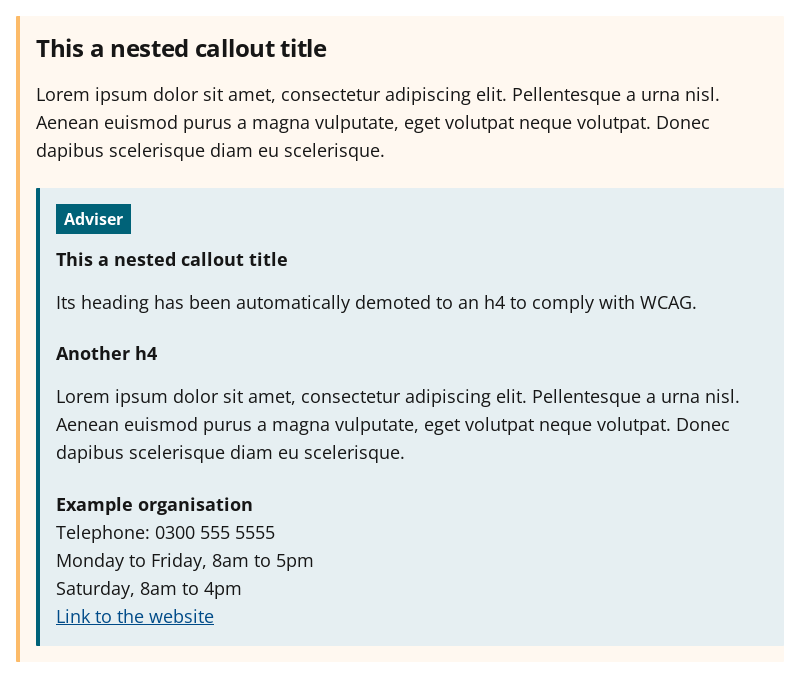 This a nested callout title
Lorem ipsum dolor sit amet, consectetur adipiscing elit. Pellentesque a urna nisl.
Aenean euismod purus a magna vulputate, eget volutpat neque volutpat. Donec
dapibus scelerisque diam eu scelerisque.
Adviser
This a nested callout title
Its heading has been automatically demoted to an h4 to comply with WCAG.
Another h4
Lorem ipsum dolor sit amet, consectetur adipiscing elit. Pellentesque a urna nisl.
Aenean euismod purus a magna vulputate, eget volutpat neque volutpat. Donec
dapibus scelerisque diam eu scelerisque.
Example organisation
Telephone: 0300 555 5555
Monday to Friday, 8am to 5pm
Saturday, 8am to 4pm
Link to the website